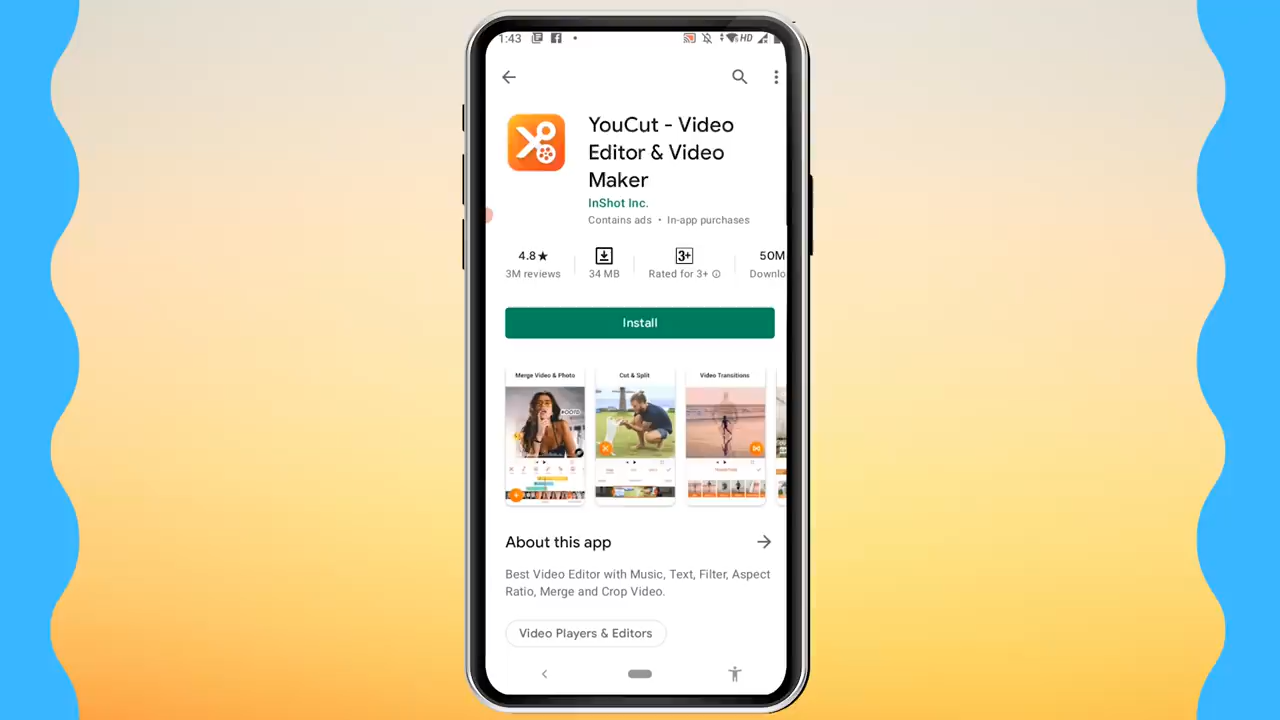 1:43
HD
YouCut - Video
Editor & Video
Maker
InShot Inc.
Contains ads • In-app purchases
4.8★
3+
50M
3M reviews
34 MB
Rated for 3+
Downlo
Install
Merge Video & Photo
Cut & Split
Video Transitions
About this app
Best Video Editor with Music, Text, Filter, Aspect
Ratio, Merge and Crop Video.
Video Players & Editors